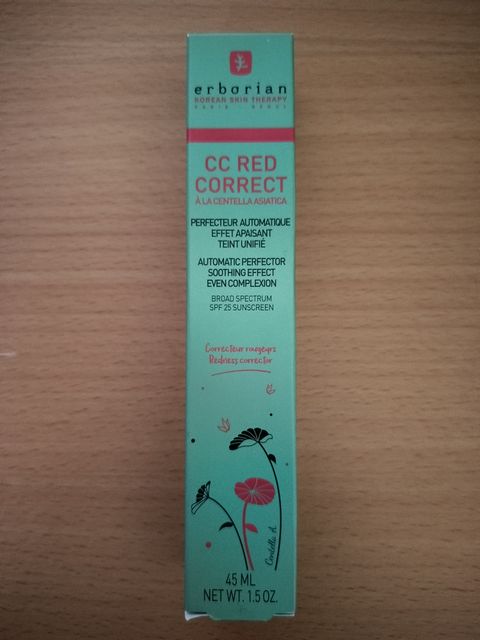 erborian
KOREAN SKIN THERAPY
PARIS SEOUL
CC RED
CORRECT
À LA CENTELLA ASIATICA
PERFECTEUR AUTOMATIQUE
EFFET APAISANT
TEINT UNIFIÉ
AUTOMATIC PERFECTOR
SOOTHING EFFECT
EVEN COMPLEXION
BROAD SPECTRUM
SPF 25 SUNSCREEN
Correcteur rougeurs
Redness corrector
Centella A.
45 ML
NET WT. 1.5 OZ.